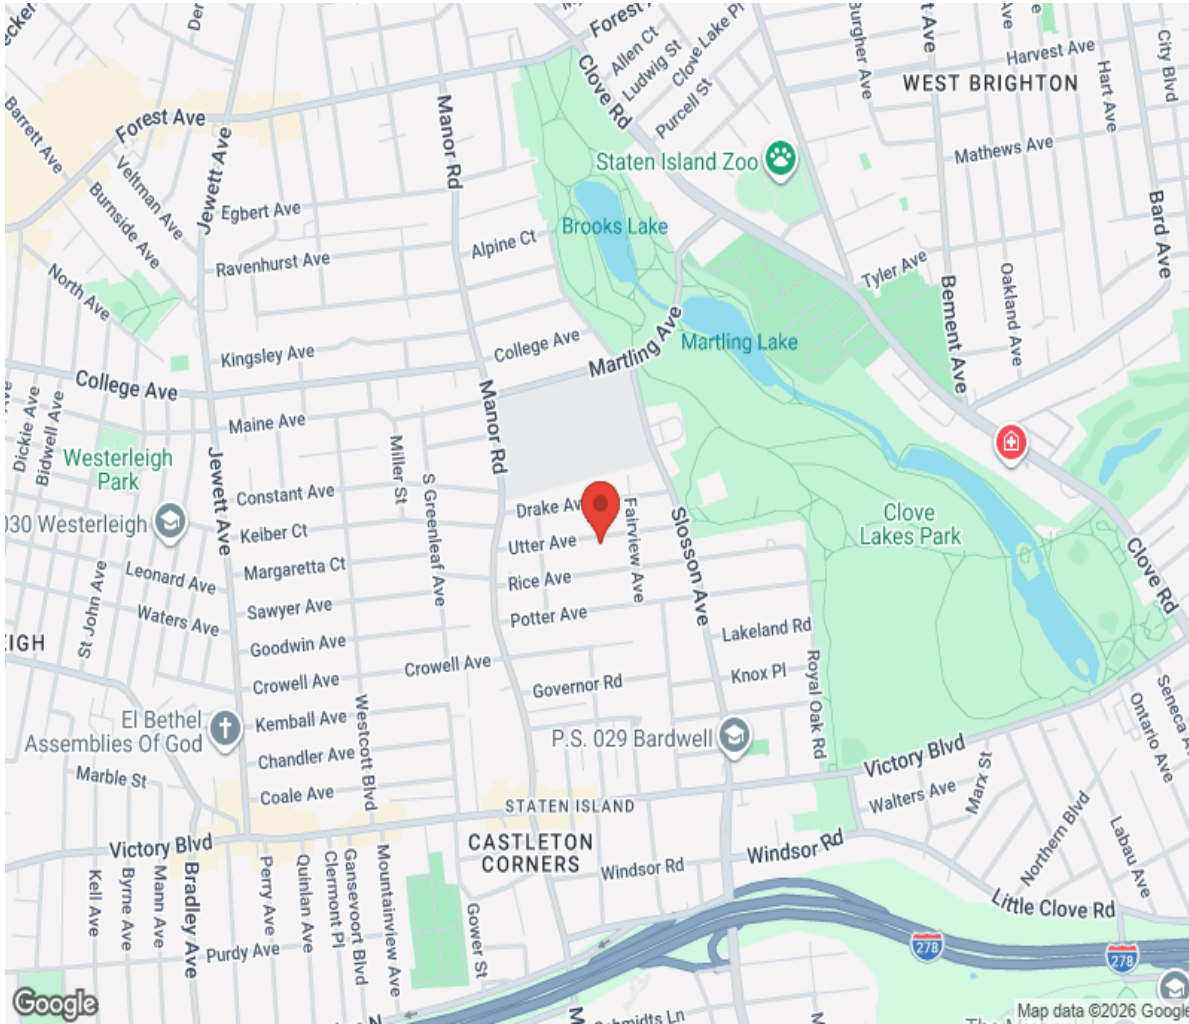 Forest
Allen Ct
Ludwig St
Clove Lake Pl
Purcell St
Clove Rd
Burgher Ave
Harvest Ave
Hart Ave
City Blvd
WEST BRIGHTON
Barrett Ave
Forest Ave
Jewett Ave
Manor Rd
Staten Island Zoo
Mathews Ave
Bard Ave
Veltman Ave
Burnside Ave
Egbert Ave
Brooks Lake
Alpine Ct
Ravenhurst Ave
Tyler Ave
Oakland Ave
Bement Ave
North Ave
Martling Lake
Martling Ave
College Ave
Kingsley Ave
College Ave
Dickie Ave
Bidwell Ave
Maine Ave
Manor Rd
Miller St
Westerleigh
Park
S Greenleaf Ave
Jewett Ave
Constant Ave
Drake Av
Fairview Ave
Slosson Ave
Clove
Lakes Park
030 Westerleigh
Keiber Ct
Utter Ave
Clove Rd
Leonard Ave
Margaretta Ct
Rice Ave
St John Ave
Waters Ave
Sawyer Ave
Potter Ave
Lakeland Rd
EIGH
Goodwin Ave
Crowell Ave
Knox Pl
Royal Oak Rd
Crowell Ave
Governor Rd
Seneca A
Ontario Ave
El Bethel
Assemblies Of God
Kemball Ave
Westcott Blvd
P.S. 029 Bardwell
Victory Blvd
Chandler Ave
Marble St
Coale Ave
STATEN ISLAND
Walters Ave
Marx St
Northern Blvd
Labau Ave
Victory Blvd
CASTLETON
CORNERS
Windsor Rd
Windsor Rd
Little Clove Rd
Kell Ave
Byrne Ave
Mann Ave
Bradley Ave
Perry Ave
Quinlan Ave
Clermont Pl
Gansevoort Blvd
Mountainview Ave
Gower St
Purdy Ave
278
278
Google
Map data ©2026 Google